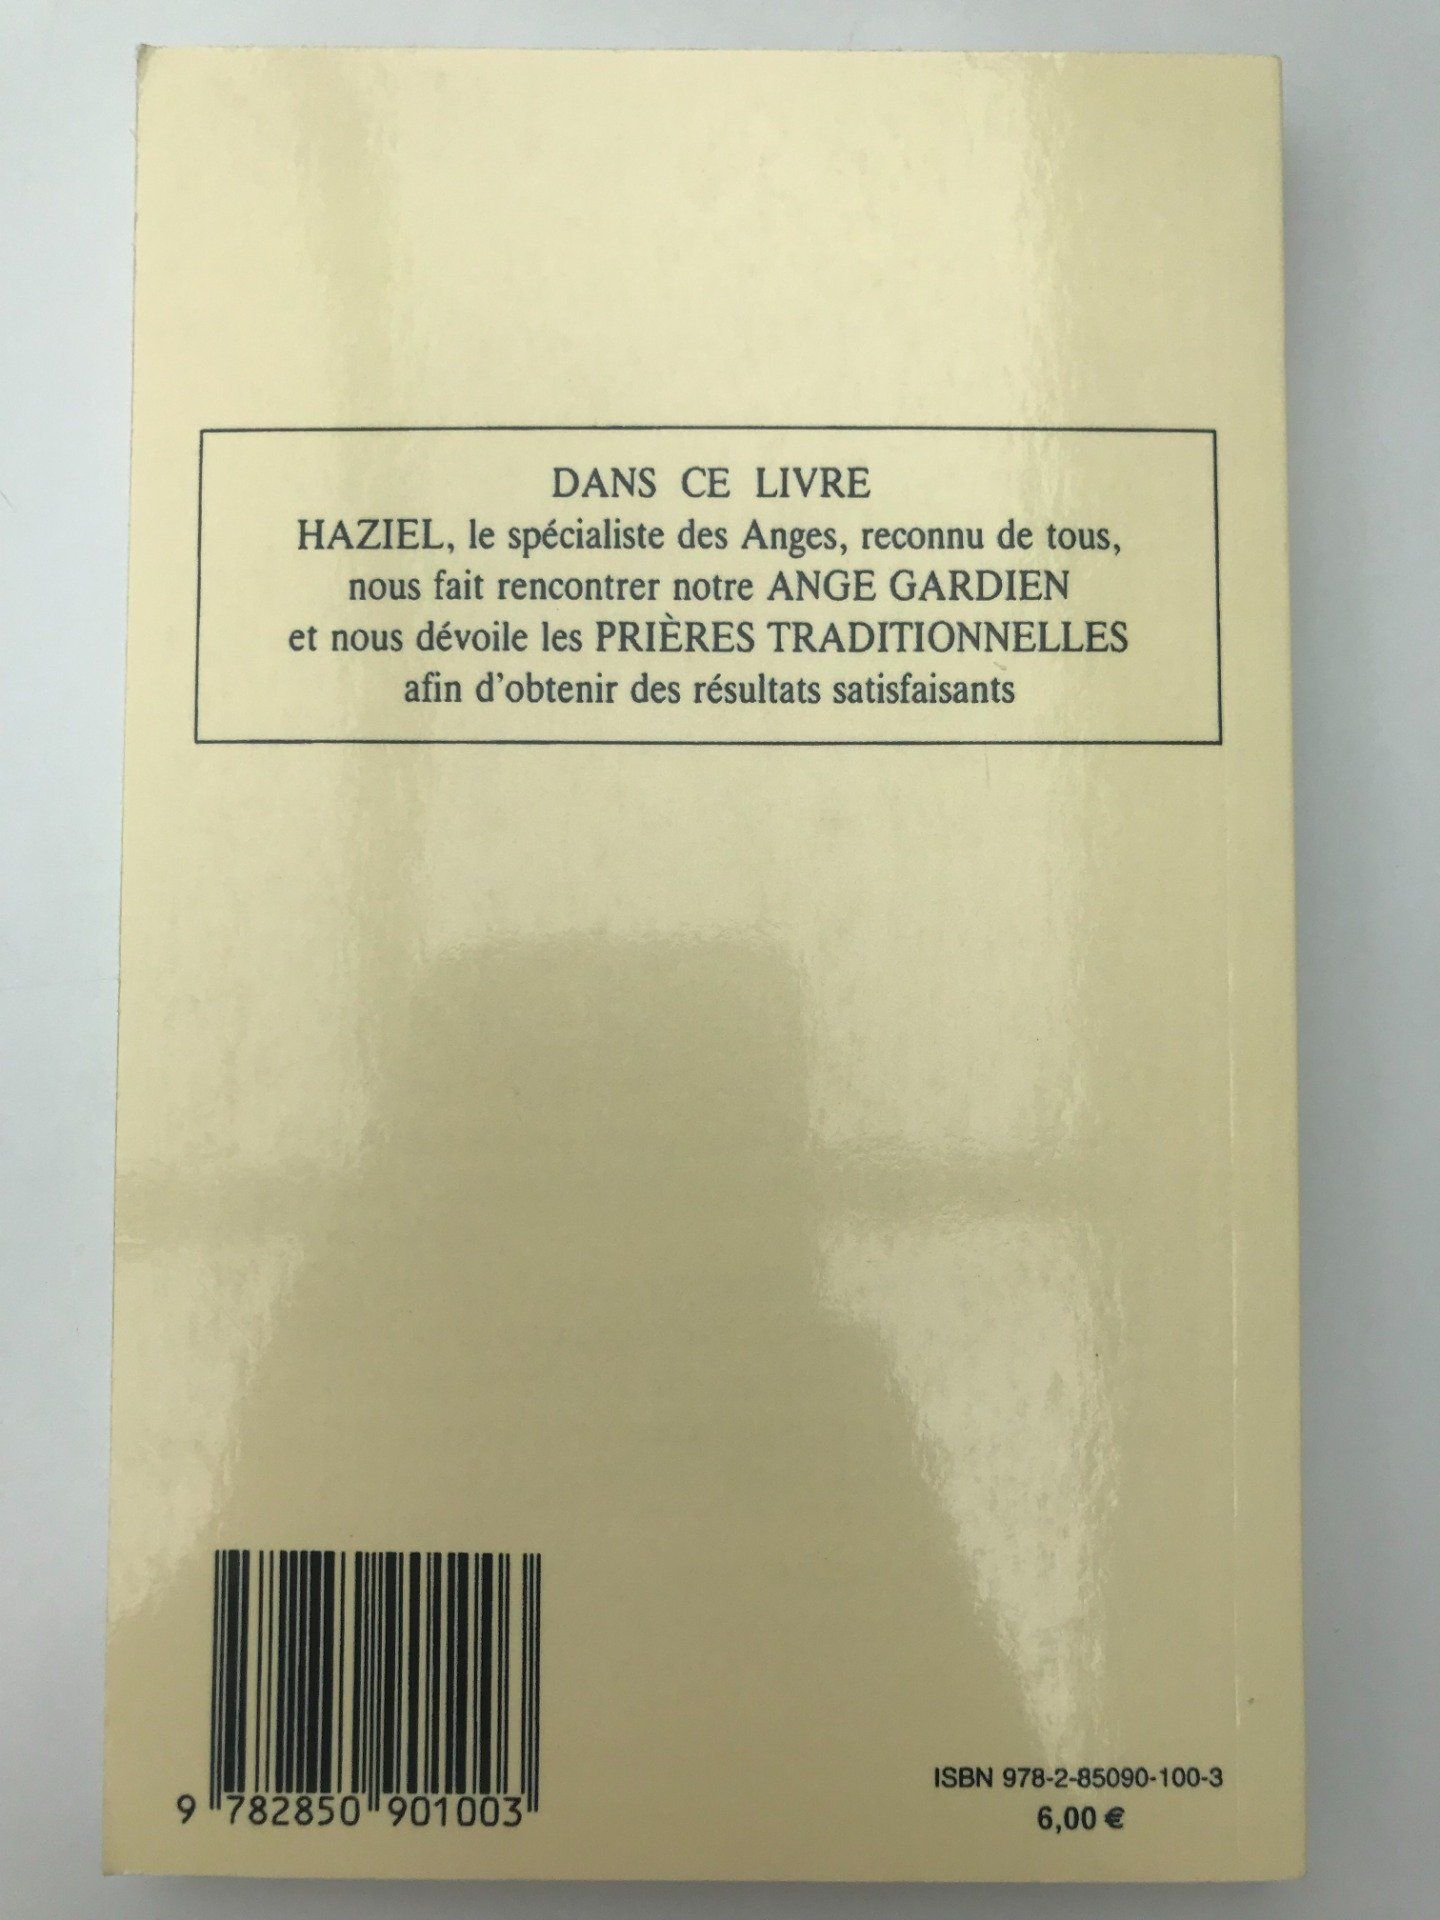 DANS CE LIVRE
HAZIEL, le spécialiste des Anges, reconnu de tous,
nous fait rencontrer notre ANGE GARDIEN
et nous dévoile les PRIÈRES TRADITIONNELLES
afin d'obtenir des résultats satisfaisants
9 782850 901003
ISBN 978-2-85090-100-3
6,00 €